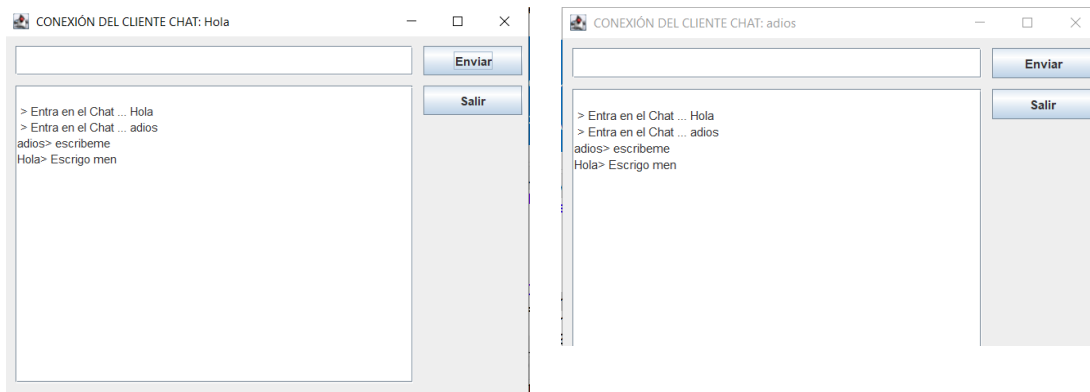 CONEXIÓN DEL CLIENTE CHAT: Hola
Enviar
Salir
> Entra en el Chat ... Hola
> Entra en el Chat ... adios
adios> escribeme
Hola> Escrigo men
CONEXIÓN DEL CLIENTE CHAT: adios
Enviar
Salir
> Entra en el Chat ... Hola
> Entra en el Chat ... adios
adios> escribeme
Hola> Escrigo men